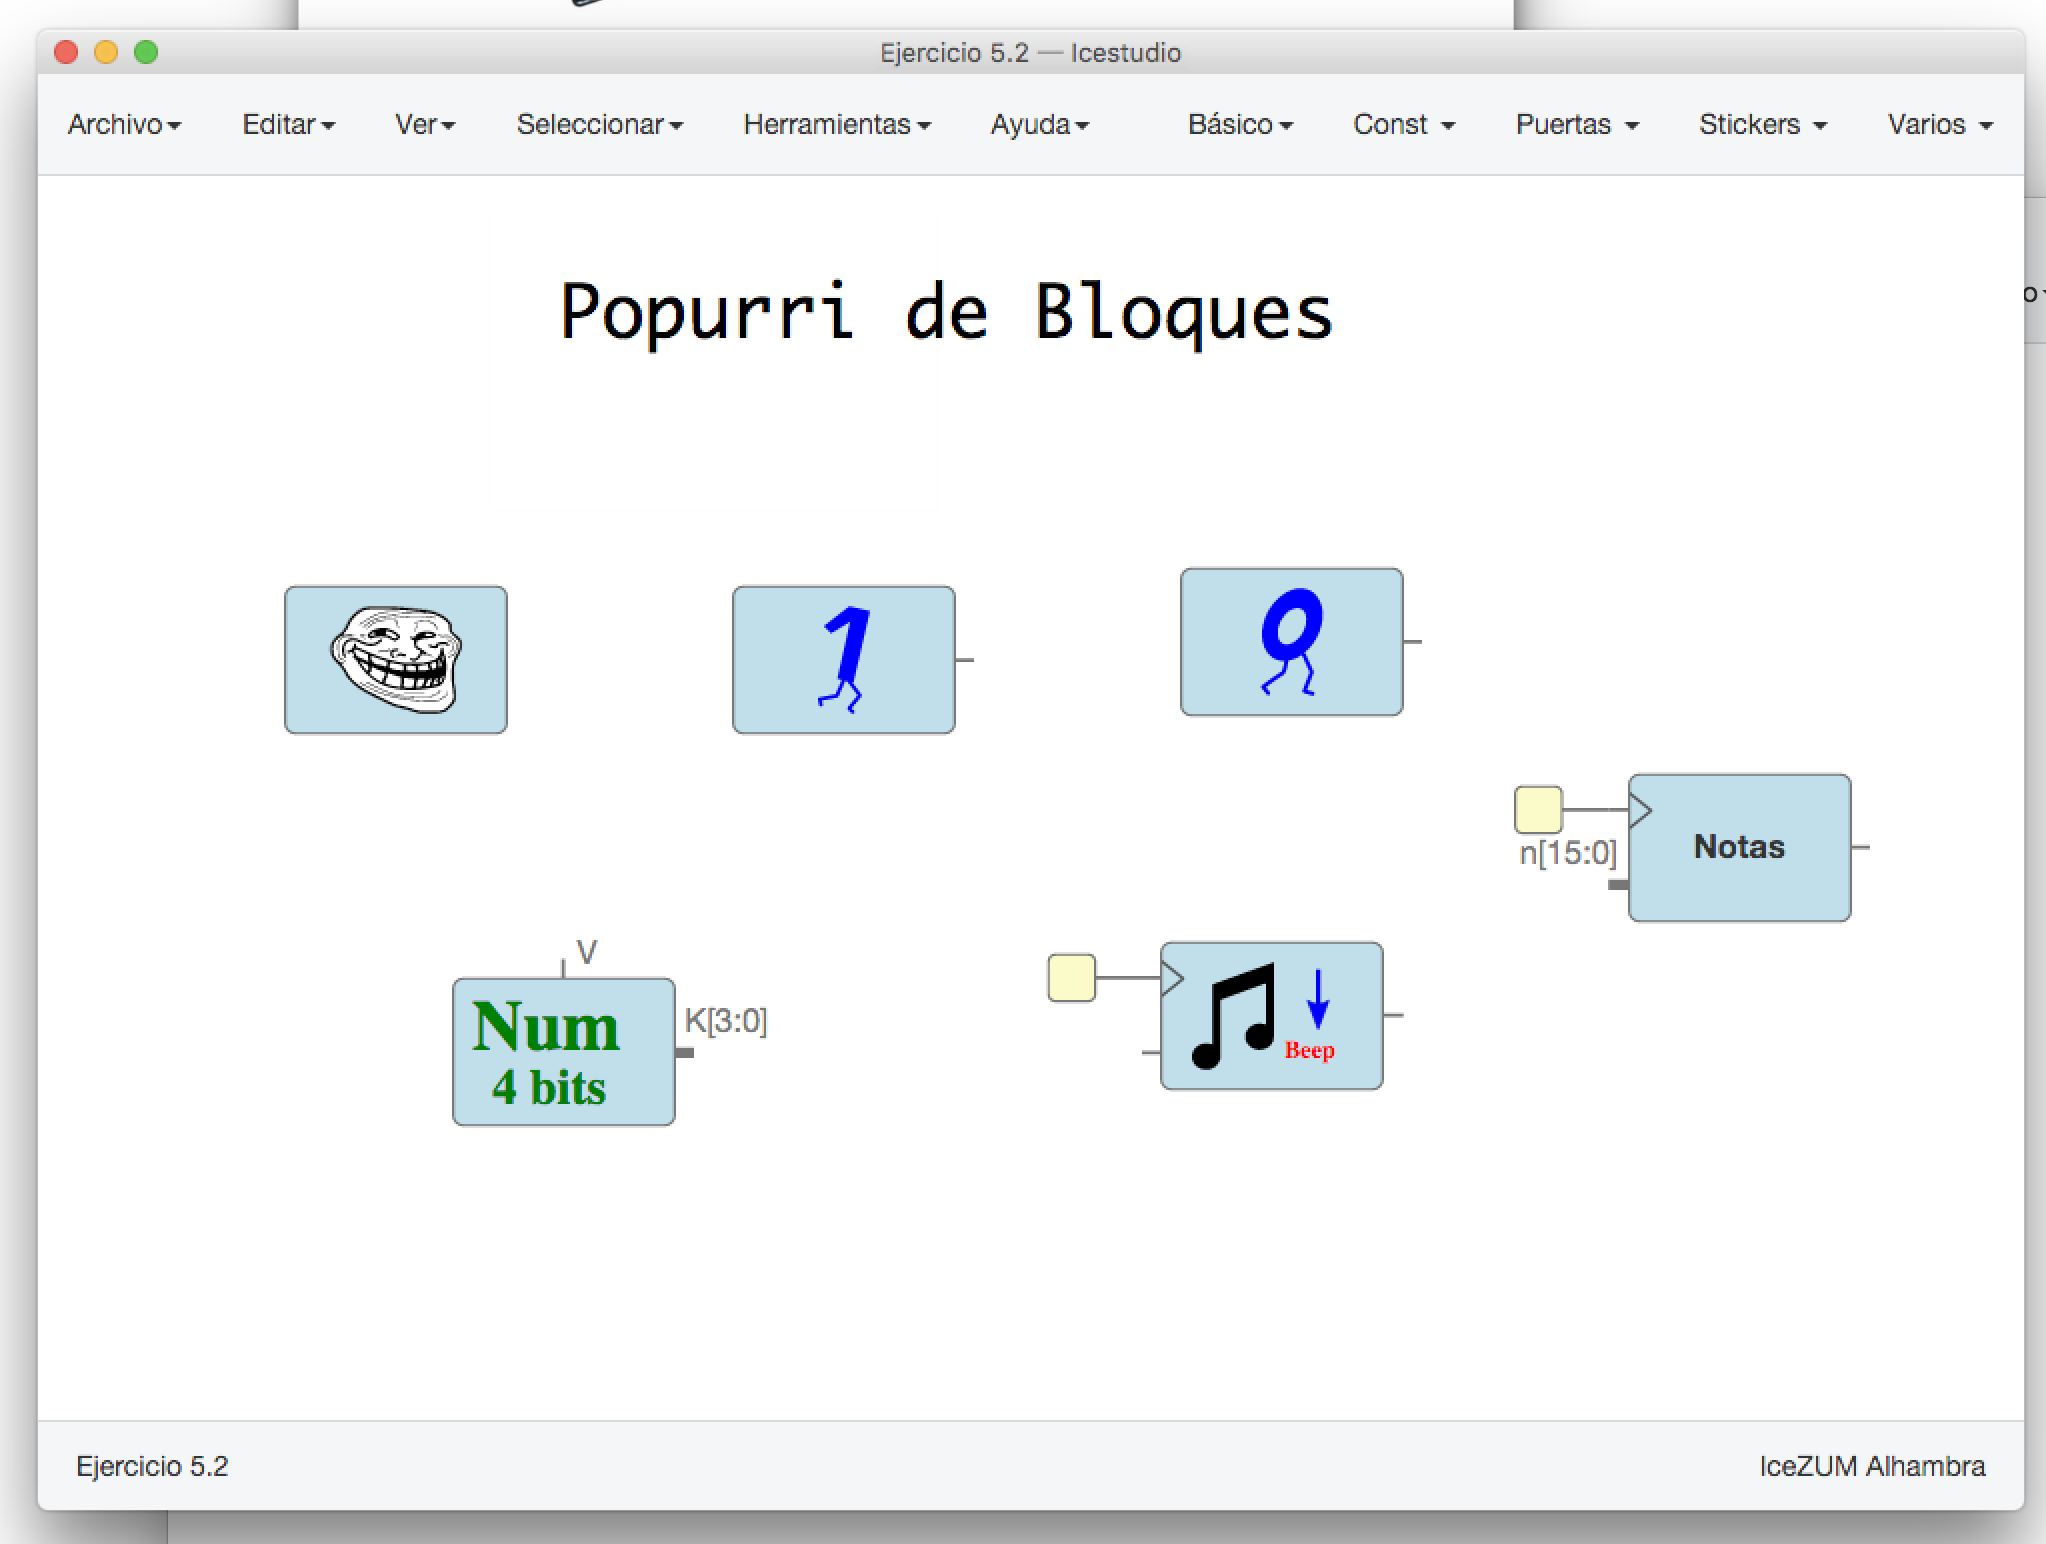 Ejercicio 5.2 — Icestudio
Archivo Editar Ver Seleccionar Herramientas Ayuda Básico Const Puertas Stickers Varios
Popurri de Bloques
1
0
n[15:0]
Notas
V
Num
4 bits
K[3:0]
Beep
Ejercicio 5.2
IceZUM Alhambra